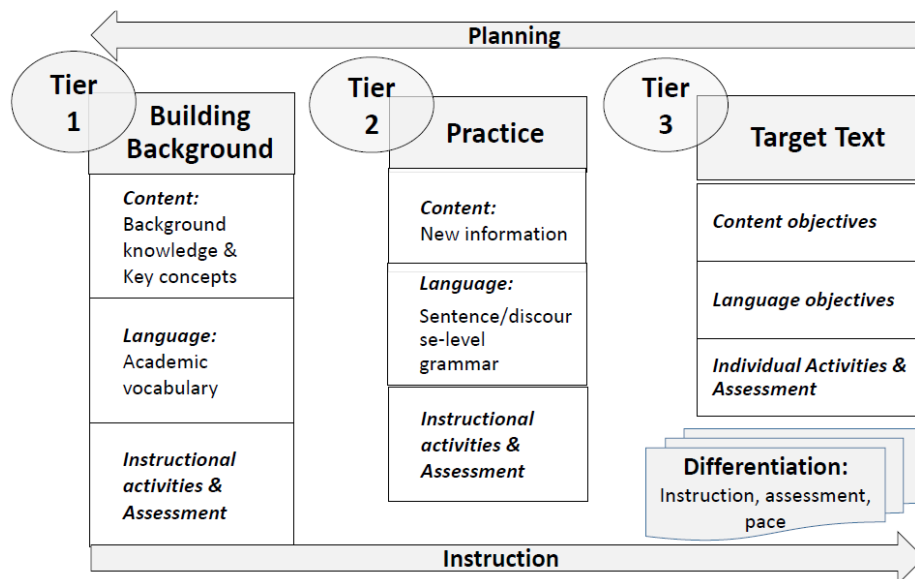 Planning
Tier
1
Building
Background
Content:
Background
knowledge &
Key concepts
Language:
Academic
vocabulary
Instructional
activities &
Assessment
Tier
2
Practice
Content:
New information
Language:
Sentence/discour
se-level
grammar
Instructional
activities &
Assessment
Tier
3
Target Text
Content objectives
Language objectives
Individual Activities &
Assessment
Differentiation:
Instruction, assessment,
pace
Instruction